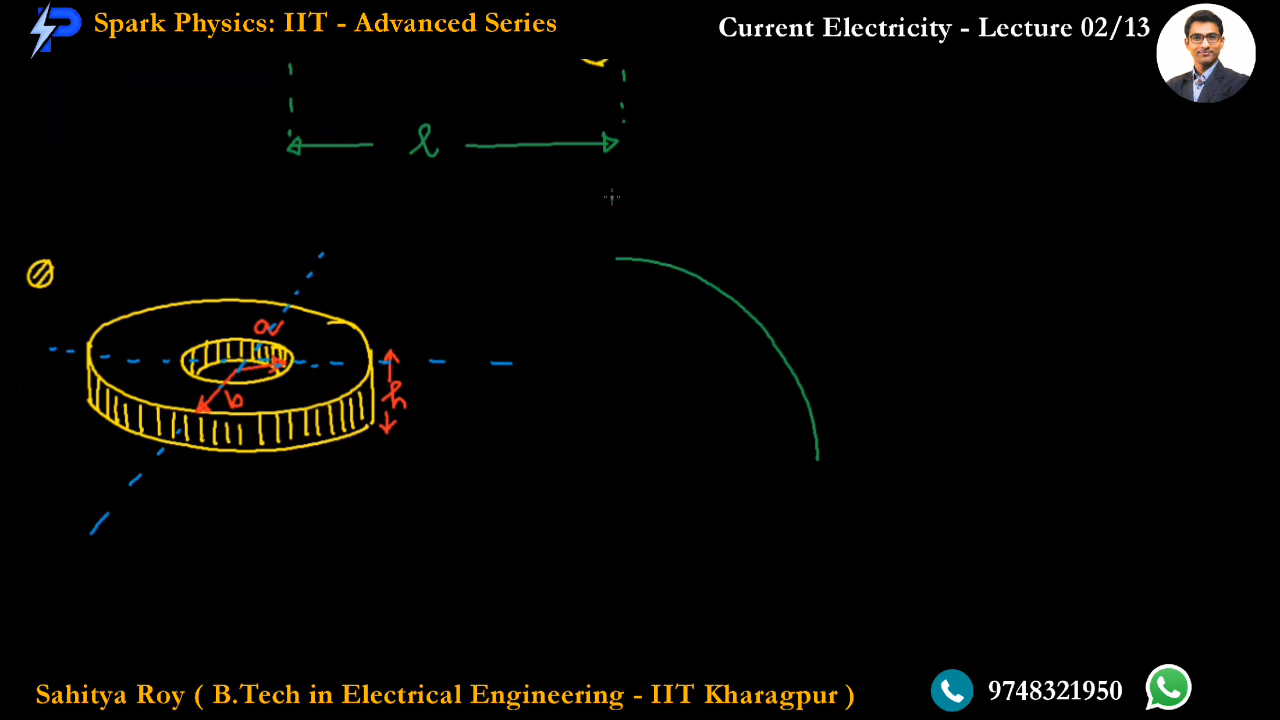 Spark Physics: IIT - Advanced Series
Current Electricity - Lecture 02/13
l
a
b
h
Sahitya Roy ( B.Tech in Electrical Engineering - IIT Kharagpur )
9748321950